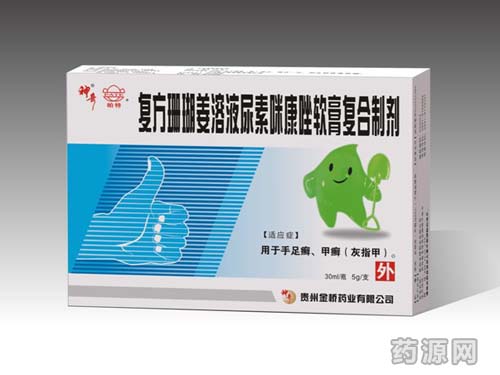 神奇
帕特
复方珊瑚姜溶液尿素咪康唑软膏复合制剂
【适应症】
用于手足癣、甲癣（灰指甲）。
30ml/瓶 5g/支
外
贵州金桥药业有限公司
药源网